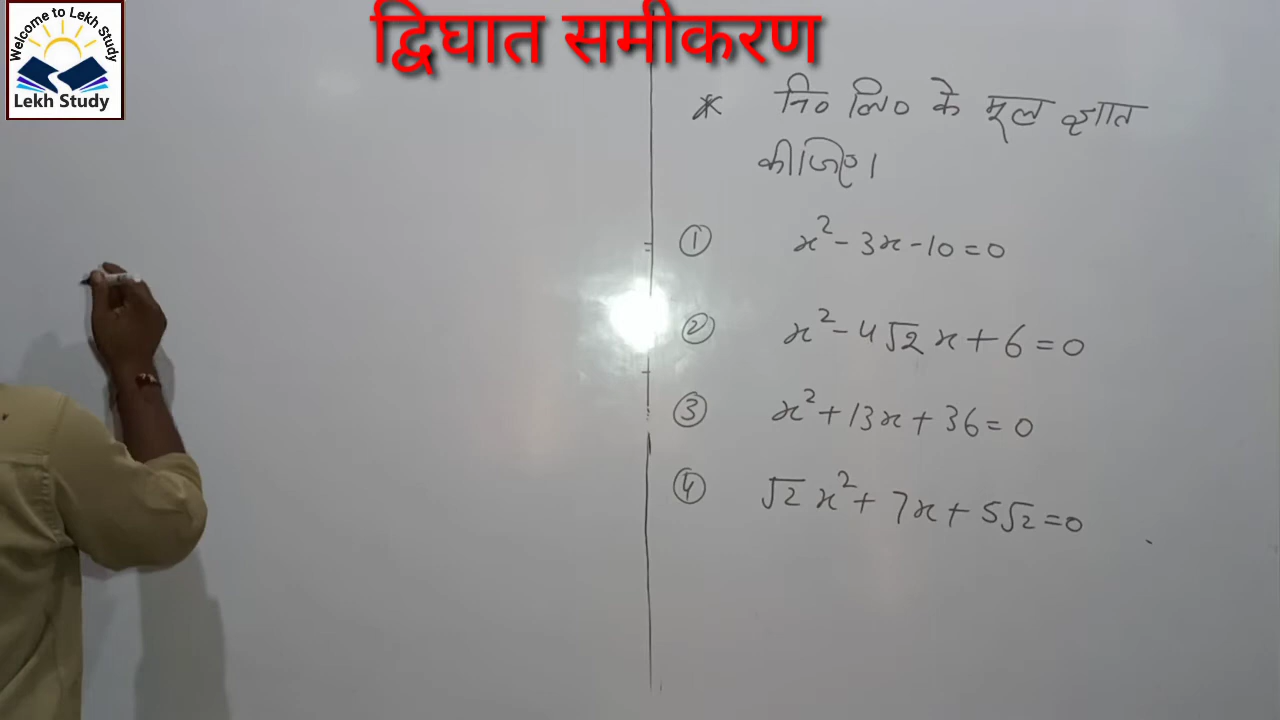 Welcome to Lekh Study
Lekh Study
द्विघात समीकरण
* नि० लि० के मूल ज्ञात
कीजिए।
① x² - 3x - 10 = 0
② x² - 4√2 x + 6 = 0
③ x² + 13x + 36 = 0
④ √2 x² + 7x + 5√2 = 0